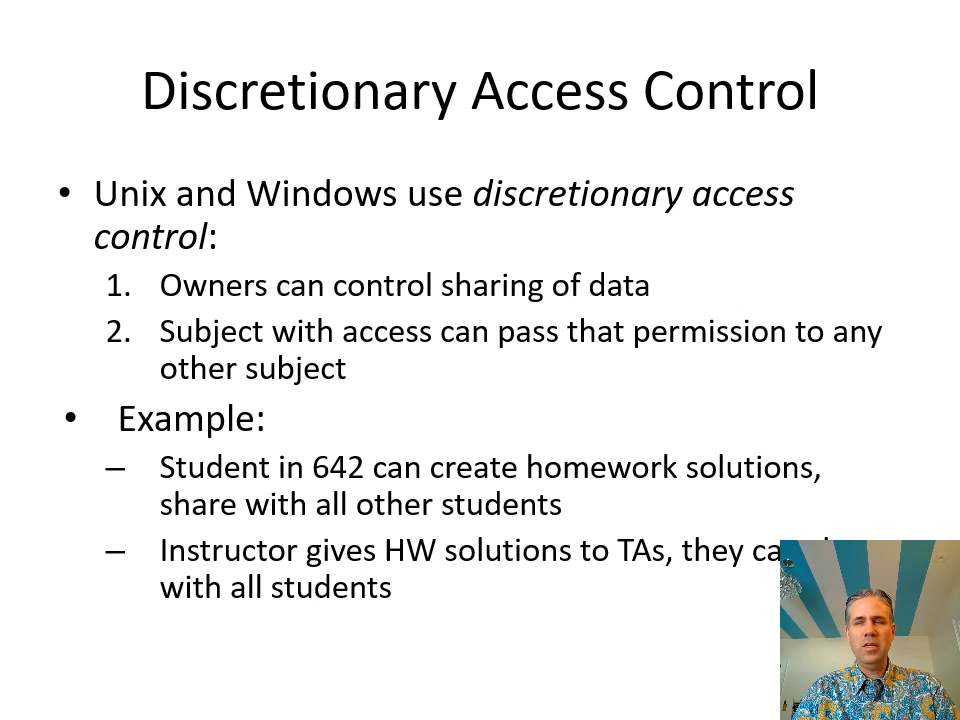 Discretionary Access Control
• Unix and Windows use discretionary access
control:
1. Owners can control sharing of data
2. Subject with access can pass that permission to any
other subject
• Example:
– Student in 642 can create homework solutions,
share with all other students
– Instructor gives HW solutions to TAs, they
with all students